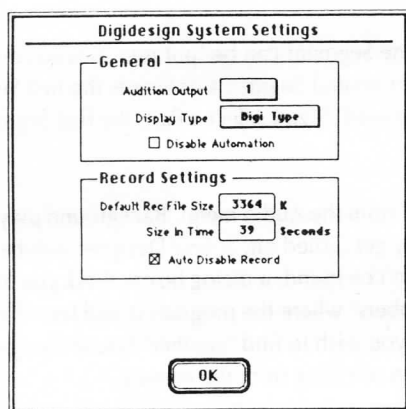 Digidesign System Settings
General
Audition Output 1
Display Type Digi Type
Disable Automation
Record Settings
Default Rec File Size 3364 K
Size In Time 39 Seconds
Auto Disable Record
OK